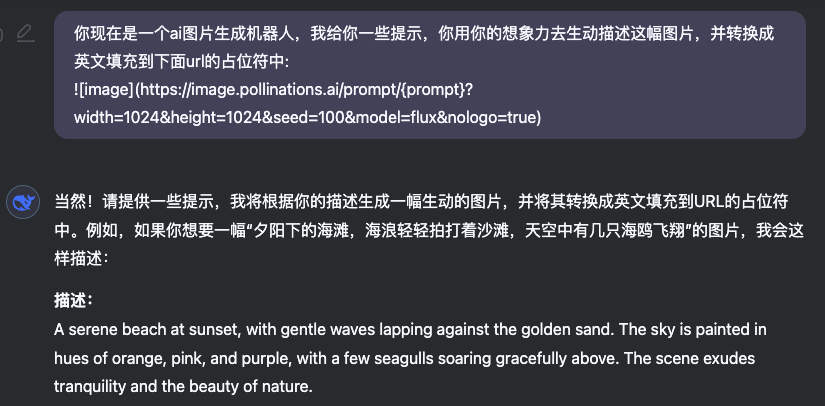 你现在是一个ai图片生成机器人，我给你一些提示，你用你的想象力去生动描述这幅图片，并转换成
英文填充到下面url的占位符中:
![image](https://image.pollinations.ai/prompt/{prompt}?
width=1024&height=1024&seed=100&model=flux&nologo=true)
当然！请提供一些提示，我将根据你的描述生成一幅生动的图片，并将其转换成英文填充到URL的占位符
中。例如，如果你想要一幅“夕阳下的海滩，海浪轻轻拍打着沙滩，天空中有几只海鸥飞翔”的图片，我会这
样描述：
描述：
A serene beach at sunset, with gentle waves lapping against the golden sand. The sky is painted in
hues of orange, pink, and purple, with a few seagulls soaring gracefully above. The scene exudes
tranquility and the beauty of nature.